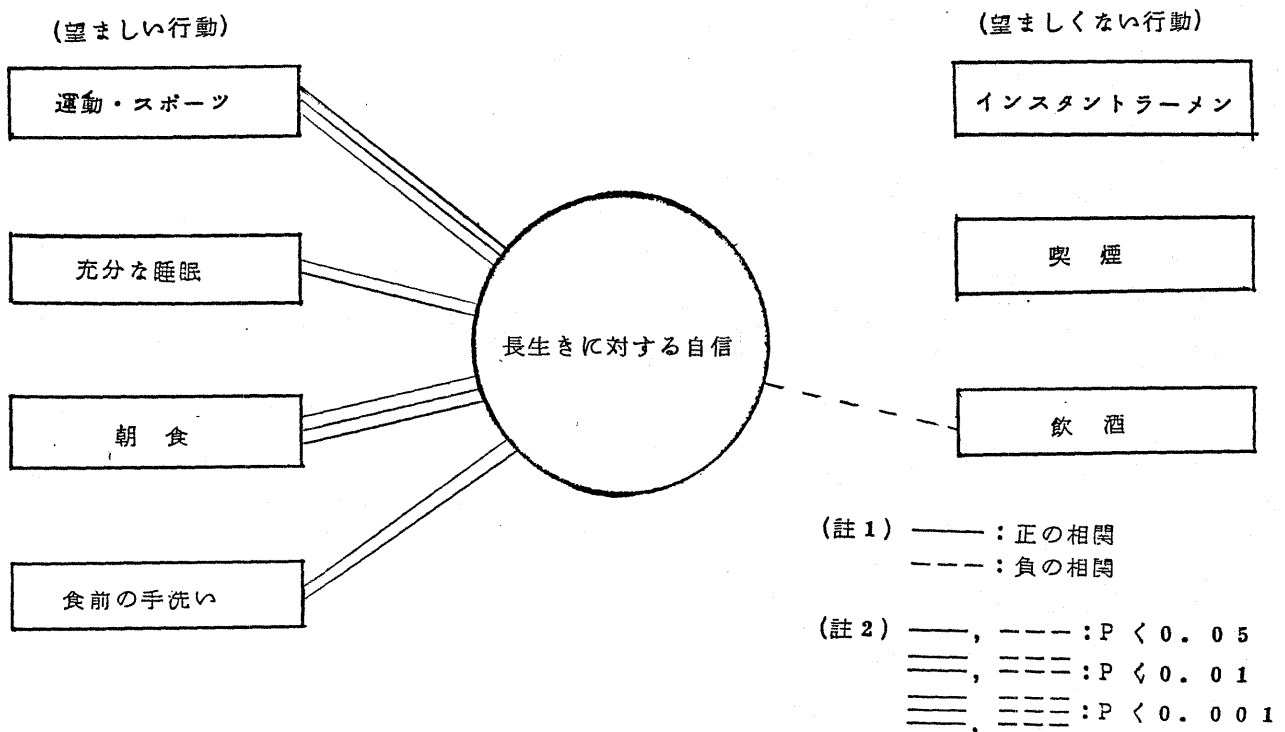 (望ましい行動)
運動・スポーツ
充分な睡眠
朝 食
食前の手洗い
長生きに対する自信
(望ましくない行動)
インスタントラーメン
喫 煙
飲 酒
(註1) ――― : 正の相関
--- : 負の相関
(註2) ――, --- : P < 0.05
, : P < 0.01
, : P < 0.001